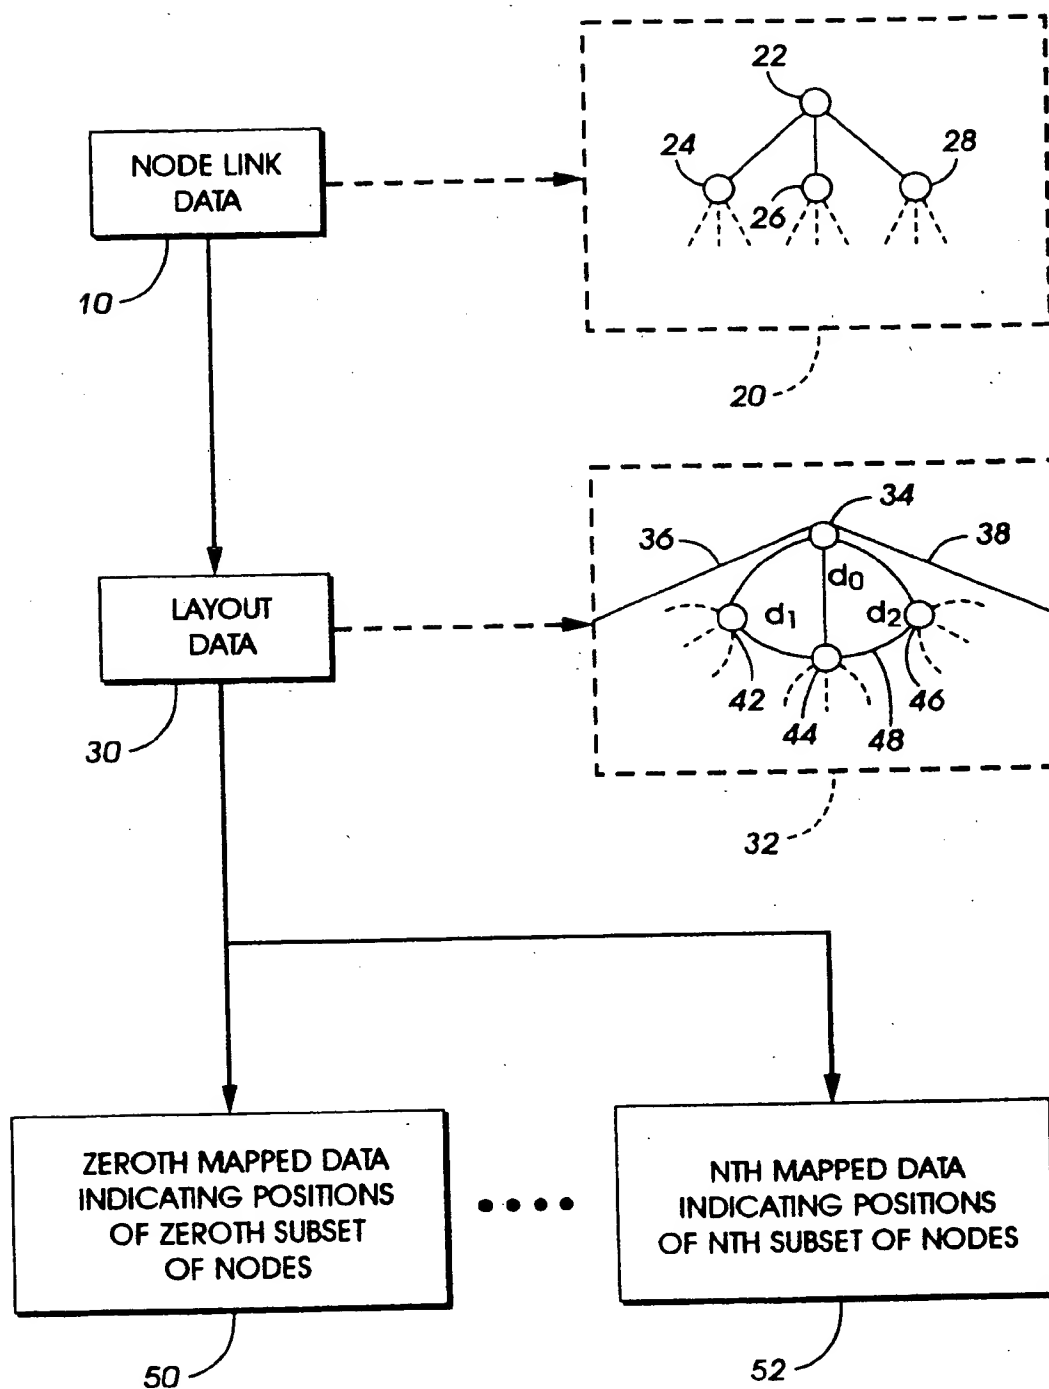 22
24
28
26
NODE LINK
DATA
10
20
34
36
38
d0
d1
d2
LAYOUT
DATA
42
46
44
48
30
32
ZEROTH MAPPED DATA
INDICATING POSITIONS
OF ZEROTH SUBSET
OF NODES
NTH MAPPED DATA
INDICATING POSITIONS
OF NTH SUBSET OF NODES
50
52